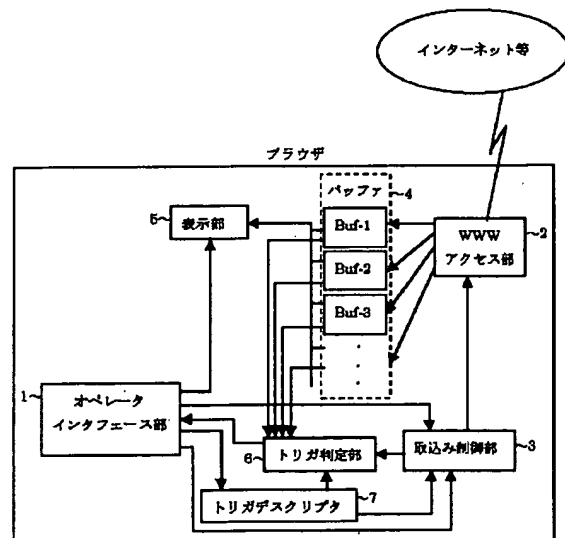 インターネット等
ブラウザ
バッファ
~4
5~
表示部
Buf-1
WWW
アクセス部
~2
Buf-2
Buf-3
1~
オペレータ
インタフェース部
6~
トリガ判定部
取込み制御部
~3
トリガデスクリプタ
~7